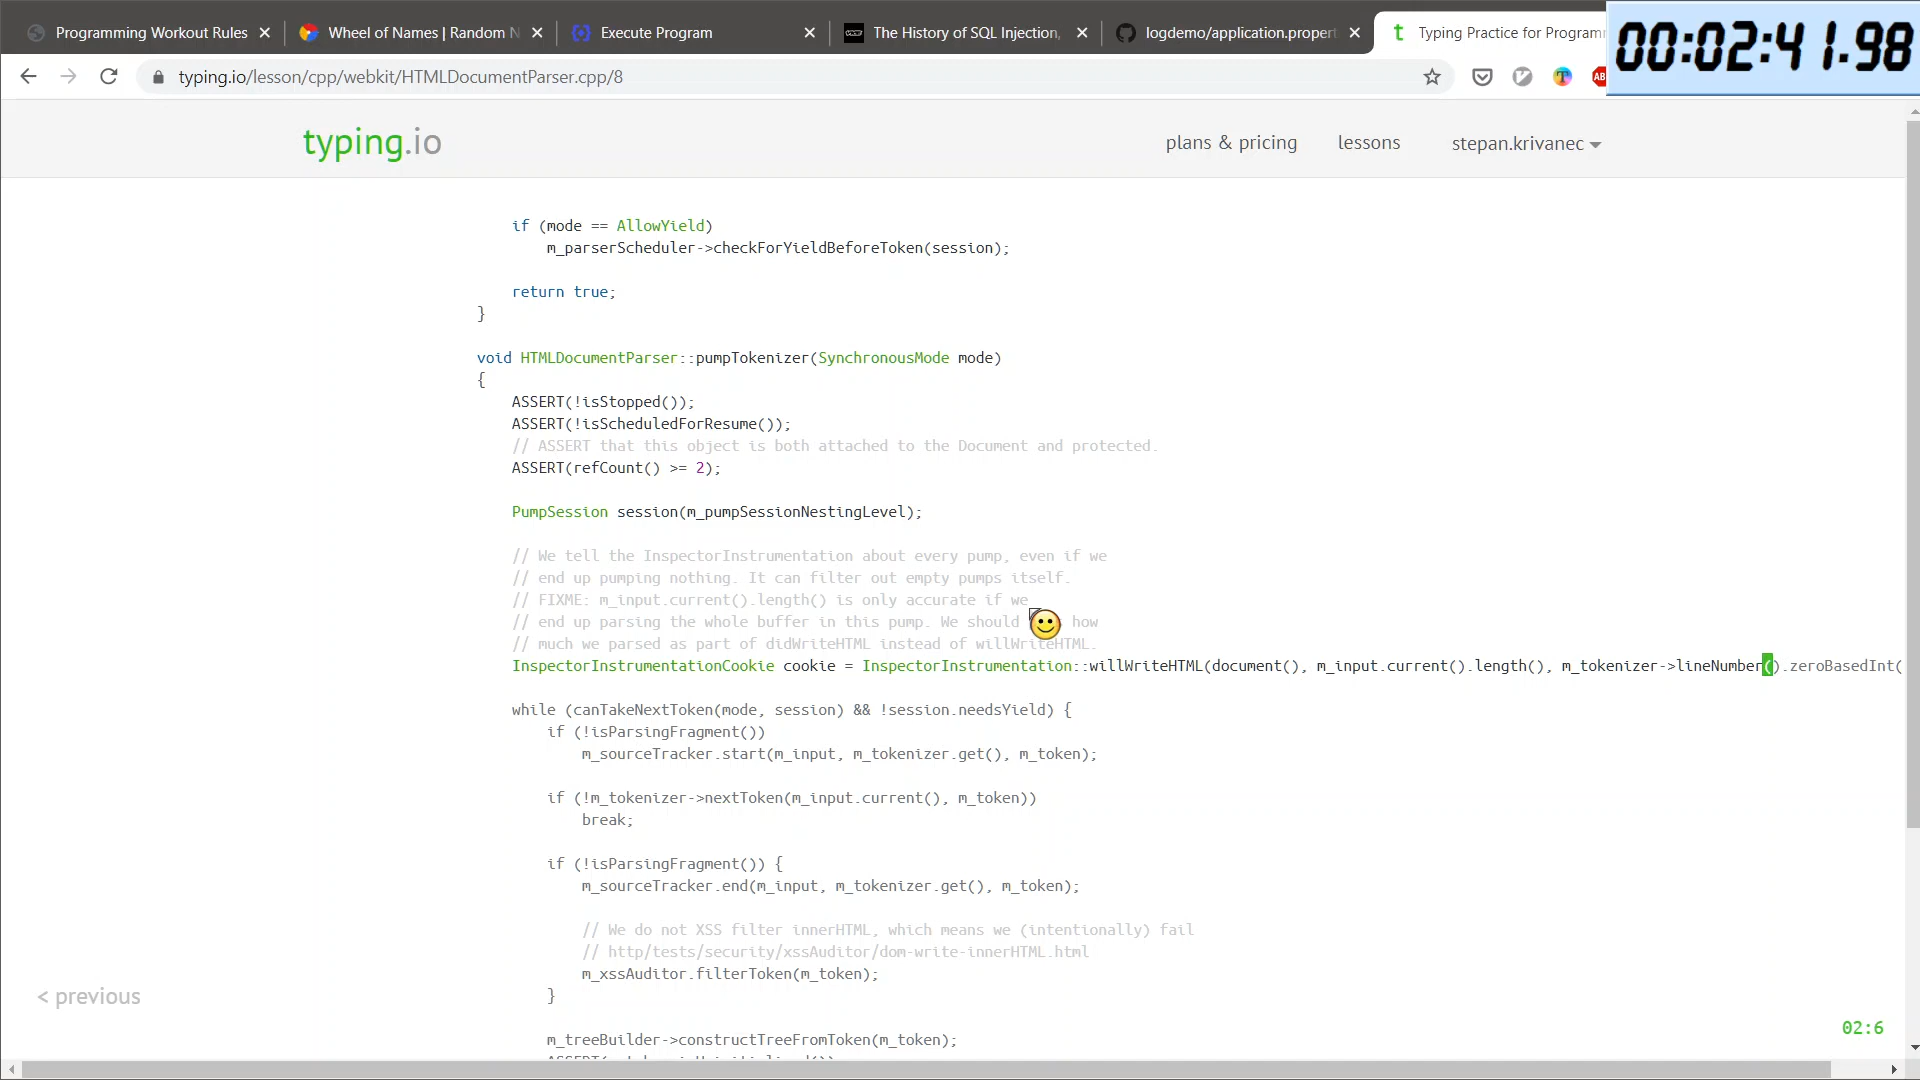 Programming Workout Rules
Wheel of Names | Random N
Execute Program
The History of SQL Injection,
logdemo/application.propert
Typing Practice for Program
00:02:41.98
typing.io/lesson/cpp/webkit/HTMLDocumentParser.cpp/8
typing.io
plans & pricing
lessons
stepan.krivanec
if (mode == AllowYield)
m_parserScheduler->checkForYieldBeforeToken(session);
return true;
}
void HTMLDocumentParser::pumpTokenizer(SynchronousMode mode)
{
ASSERT(!isStopped());
ASSERT(!isScheduledForResume());
// ASSERT that this object is both attached to the Document and protected.
ASSERT(refCount() >= 2);
PumpSession session(m_pumpSessionNestingLevel);
// We tell the InspectorInstrumentation about every pump, even if we
// end up pumping nothing. It can filter out empty pumps itself.
// FIXME: m_input.current().length() is only accurate if we
// end up parsing the whole buffer in this pump. We should how
// much we parsed as part of didWriteHTML instead of willWriteHTML.
InspectorInstrumentationCookie cookie = InspectorInstrumentation::willWriteHTML(document(), m_input.current().length(), m_tokenizer->lineNumber().zeroBasedInt(
while (canTakeNextToken(mode, session) && !session.needsYield) {
if (!isParsingFragment())
m_sourceTracker.start(m_input, m_tokenizer.get(), m_token);
if (!m_tokenizer->nextToken(m_input.current(), m_token))
break;
if (!isParsingFragment()) {
m_sourceTracker.end(m_input, m_tokenizer.get(), m_token);
// We do not XSS filter innerHTML, which means we (intentionally) fail
// http/tests/security/xssAuditor/dom-write-innerHTML.html
m_xssAuditor.filterToken(m_token);
}
< previous
02:6
m_treeBuilder->constructTreeFromToken(m_token);